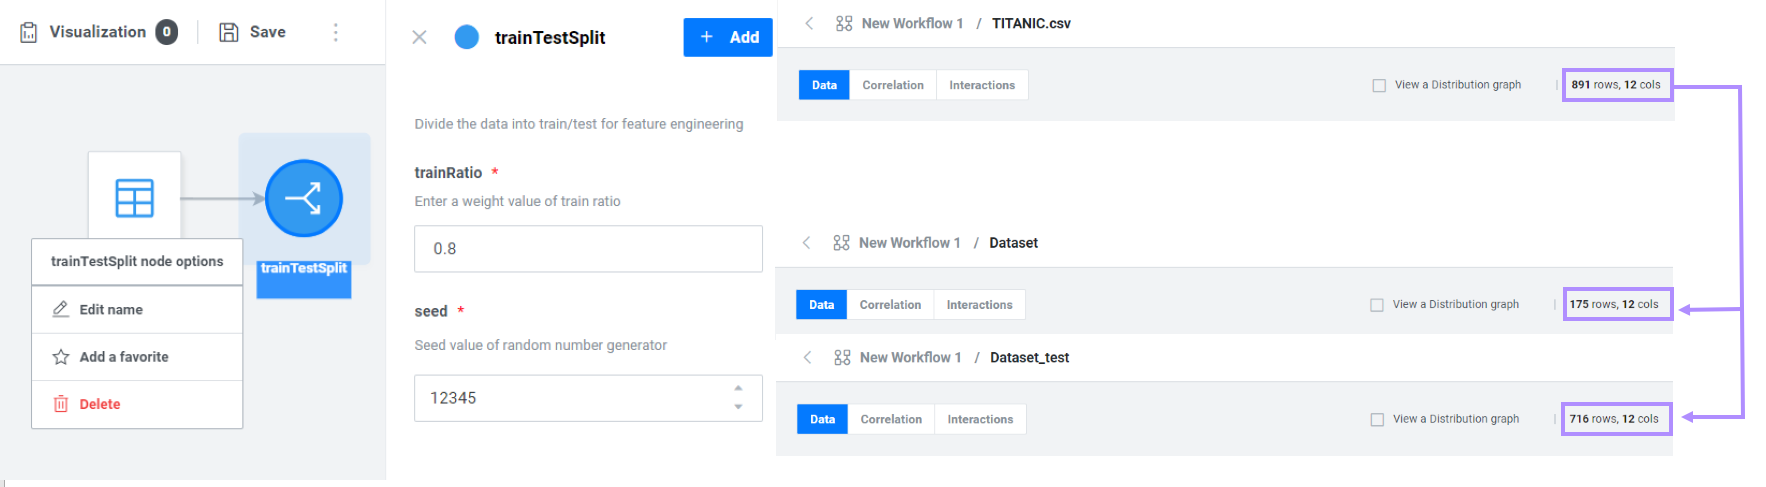 Visualization 0 Save
trainTestSplit
trainTestSplit node options
Edit name
Add a favorite
Delete
trainTestSplit + Add
Divide the data into train/test for feature engineering
trainRatio *
Enter a weight value of train ratio
0.8
seed *
Seed value of random number generator
12345
New Workflow 1 / TITANIC.csv
Data Correlation Interactions View a Distribution graph 891 rows, 12 cols
New Workflow 1 / Dataset
Data Correlation Interactions View a Distribution graph 175 rows, 12 cols
New Workflow 1 / Dataset_test
Data Correlation Interactions View a Distribution graph 716 rows, 12 cols